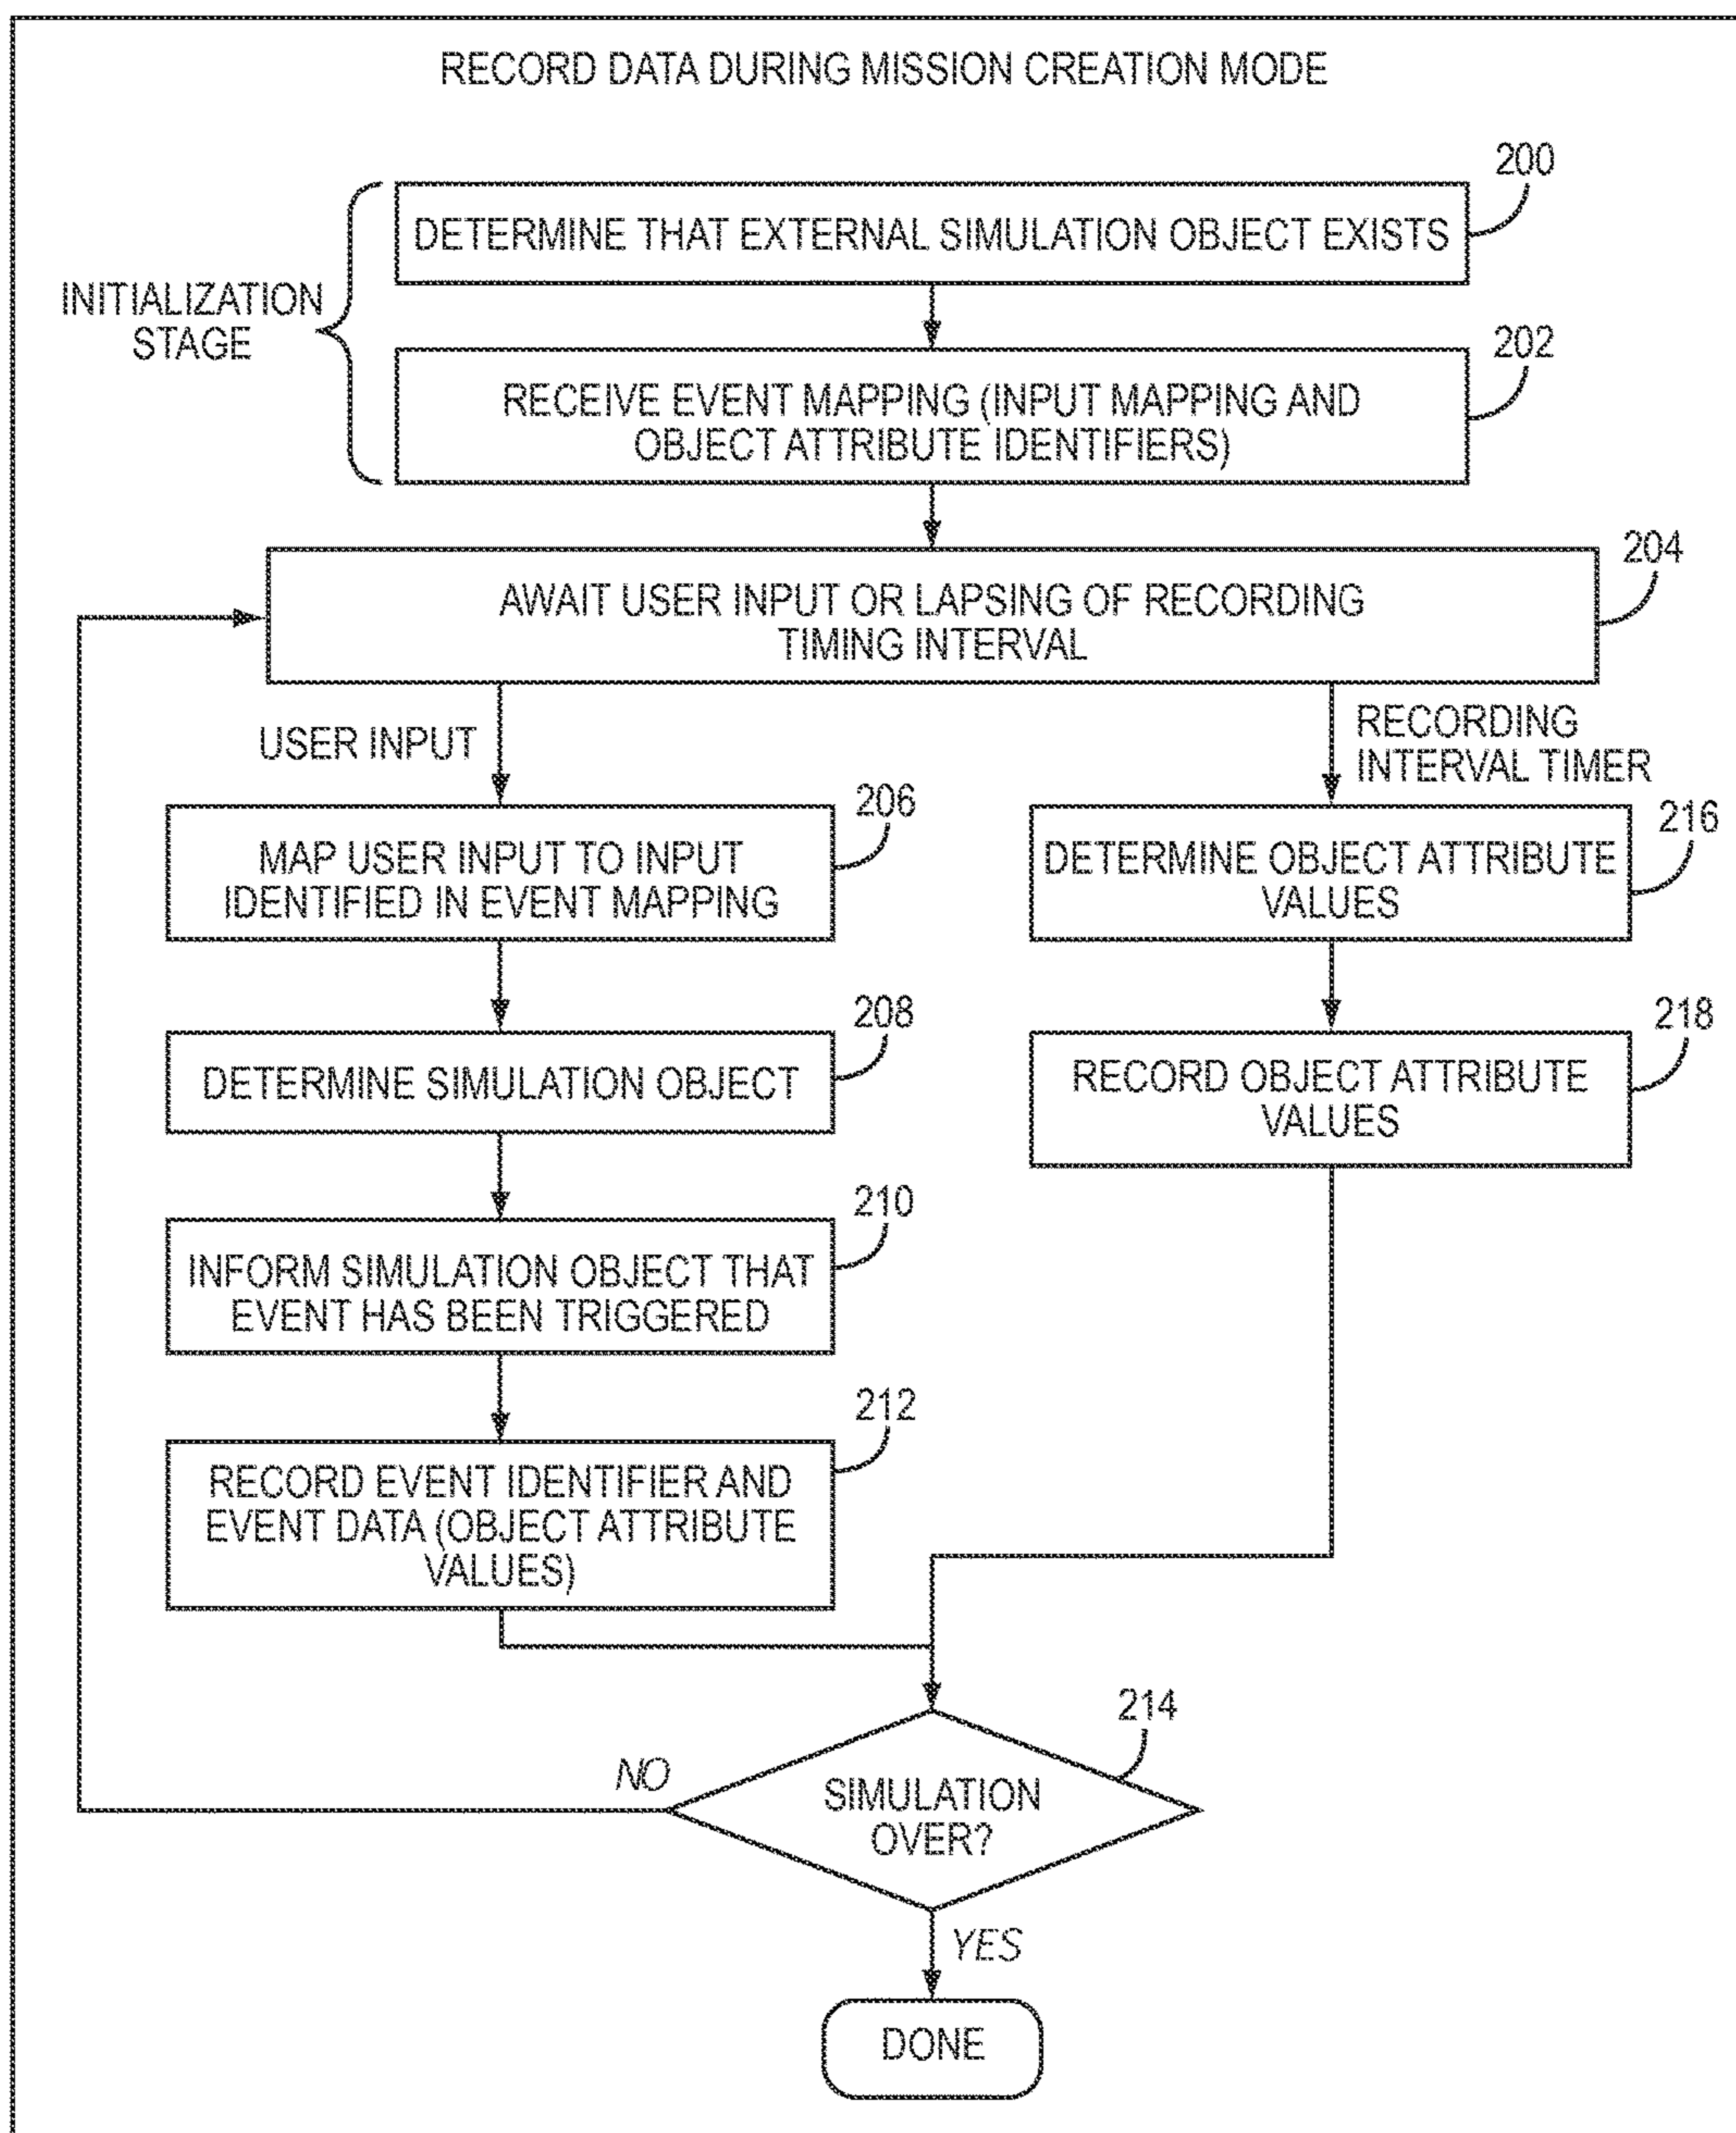 RECORD DATA DURING MISSION CREATION MODE
200
DETERMINE THAT EXTERNAL SIMULATION OBJECT EXISTS
INITIALIZATION
STAGE
202
RECEIVE EVENT MAPPING (INPUT MAPPING AND
OBJECT ATTRIBUTE IDENTIFIERS)
204
AWAIT USER INPUT OR LAPSING OF RECORDING
TIMING INTERVAL
USER INPUT
RECORDING
INTERVAL TIMER
206
MAP USER INPUT TO INPUT
IDENTIFIED IN EVENT MAPPING
216
DETERMINE OBJECT ATTRIBUTE
VALUES
208
DETERMINE SIMULATION OBJECT
218
RECORD OBJECT ATTRIBUTE
VALUES
210
INFORM SIMULATION OBJECT THAT
EVENT HAS BEEN TRIGGERED
212
RECORD EVENT IDENTIFIER AND
EVENT DATA (OBJECT ATTRIBUTE
VALUES)
214
NO
SIMULATION
OVER?
YES
DONE